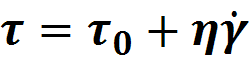 τ = τ₀ + ηγ̇